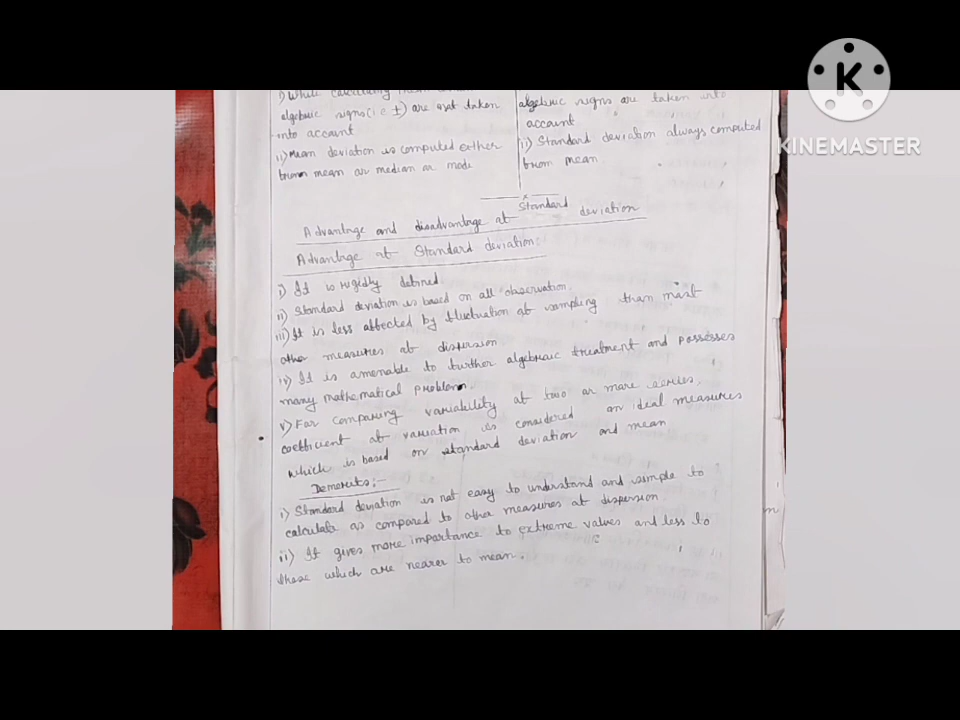 i) While calculating
algebric signs (i e ±) are not taken
into account
ii) Mean deviation is computed either
from mean or median or mode
algebric signs are taken into
account
ii) Standard deviation always computed
from mean
x
Advantage and disadvantage of Standard deviation
Advantage of Standard deviation:
i) It is rigidly defined.
ii) Standard deviation is based on all observation.
iii) It is less affected by fluctuation of sampling than most
other measures of dispersion
iv) It is amenable to further algebraic treatment and possesses
many mathematical problem.
v) For comparing variability of two or more series,
coefficient of variation is considered an ideal measures
which is based on standard deviation and mean
Demerits:-
i) Standard deviation is not easy to understand and simple to
calculate as compared to other measures of dispersion.
ii) It gives more importance to extreme values and less to
those which are nearer to mean.
K
KINEMASTER